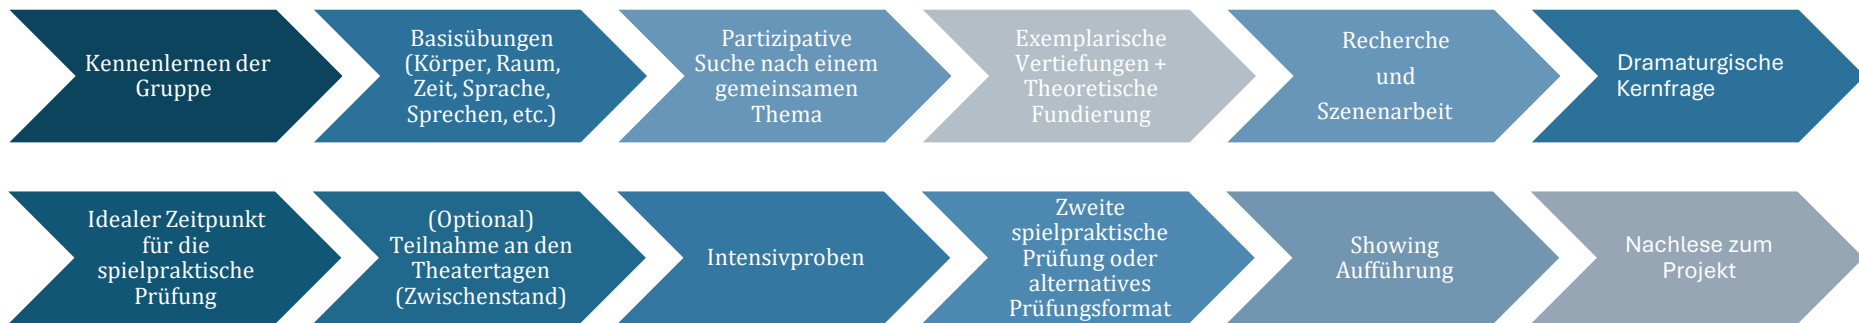 Kennenlernen der
Gruppe
Basisübungen
(Körper, Raum,
Zeit, Sprache,
Sprechen, etc.)
Partizipative
Suche nach einem
gemeinsamen
Thema
Exemplarische
Vertiefungen +
Theoretische
Fundierung
Recherche
und
Szenenarbeit
Dramaturgische
Kernfrage
Idealer Zeitpunkt
für die
spielpraktische
Prüfung
(Optional)
Teilnahme an den
Theatertagen
(Zwischenstand)
Intensivproben
Zweite
spielpraktische
Prüfung oder
alternatives
Prüfungsformat
Showing
Aufführung
Nachlese zum
Projekt